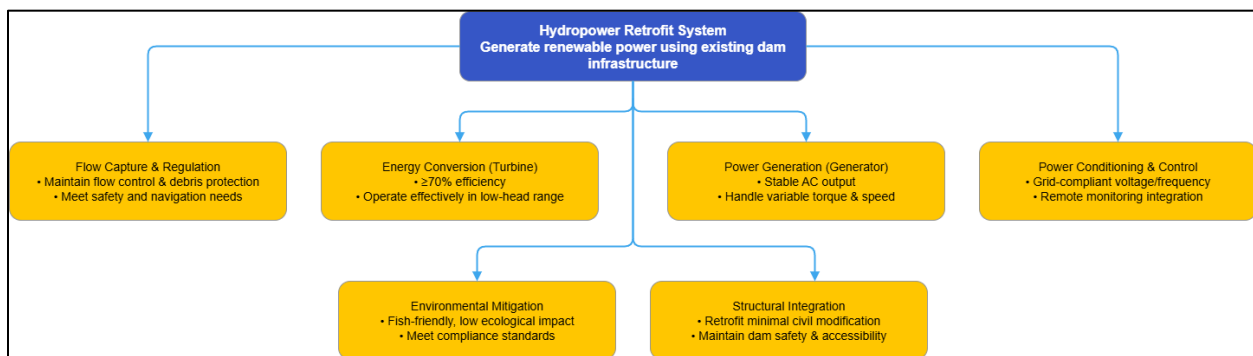 Hydropower Retrofit System
Generate renewable power using existing dam
infrastructure
Flow Capture & Regulation
• Maintain flow control & debris protection
• Meet safety and navigation needs
Energy Conversion (Turbine)
• ≥70% efficiency
• Operate effectively in low-head range
Power Generation (Generator)
• Stable AC output
• Handle variable torque & speed
Power Conditioning & Control
• Grid-compliant voltage/frequency
• Remote monitoring integration
Environmental Mitigation
• Fish-friendly, low ecological impact
• Meet compliance standards
Structural Integration
• Retrofit minimal civil modification
• Maintain dam safety & accessibility